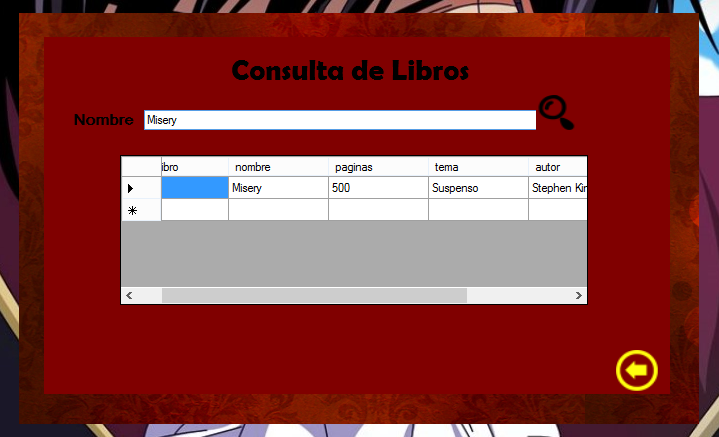 Consulta de Libros
Nombre Misery
ibro nombre paginas tema autor
Misery 500 Suspenso Stephen Kin